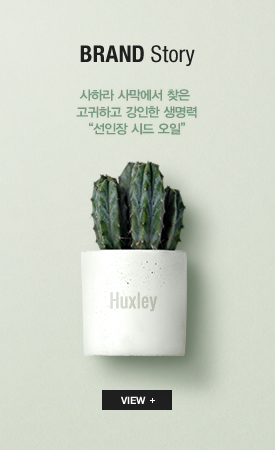 BRAND Story
사하라 사막에서 찾은
고귀하고 강인한 생명력
“선인장 시드 오일”
Huxley
VIEW +